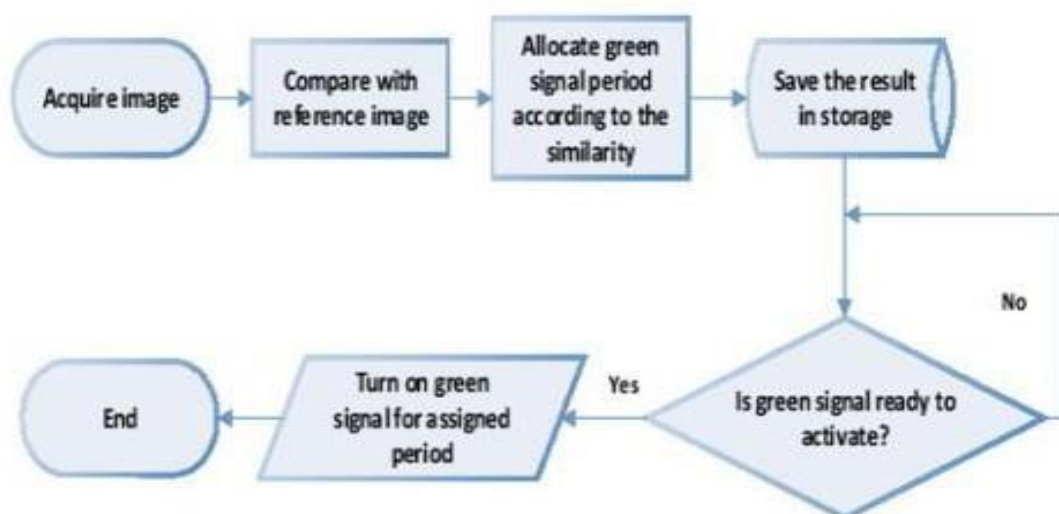 Acquire image
Compare with
reference image
Allocate green
signal period
according to the
similarity
Save the result
in storage
No
Is green signal ready to
activate?
Yes
Turn on green
signal for assigned
period
End